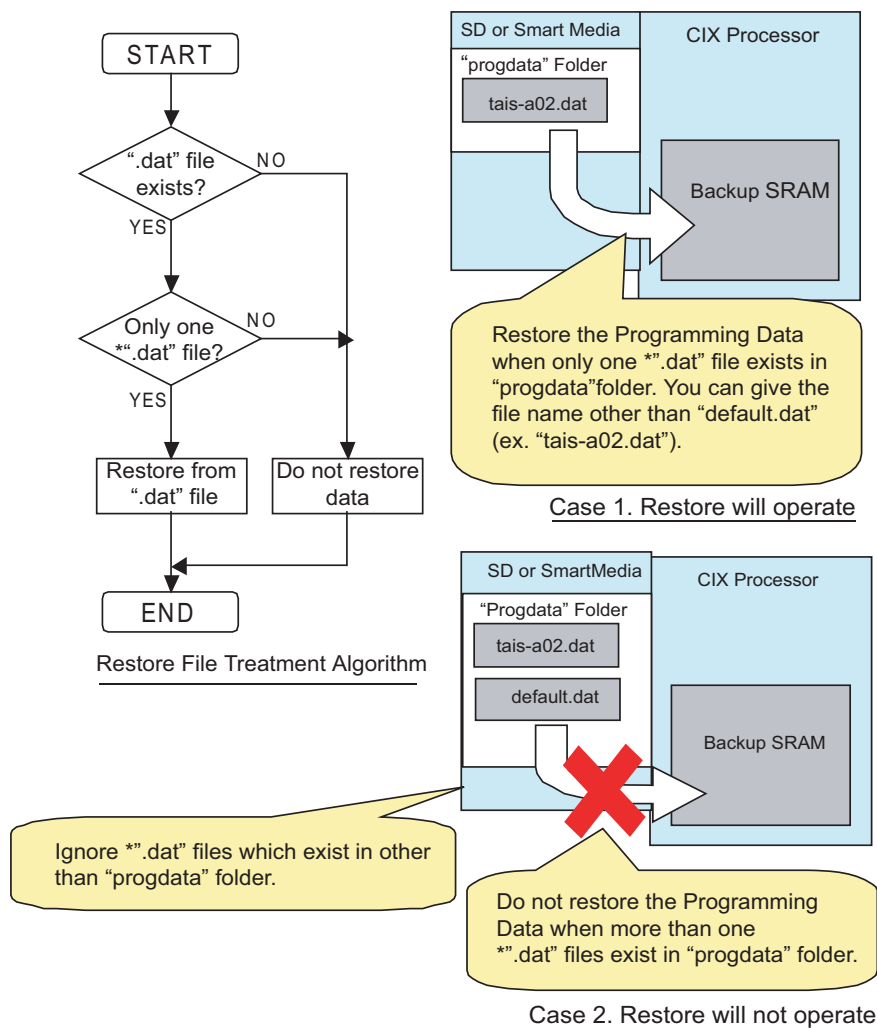 START
".dat" file
exists?
NO
YES
Only one
*".dat" file?
NO
YES
Restore from
".dat" file
Do not restore
data
END
Restore File Treatment Algorithm
SD or Smart Media
CIX Processor
"progdata" Folder
tais-a02.dat
Backup SRAM
Restore the Programming Data
when only one *".dat" file exists in
"progdata"folder. You can give the
file name other than "default.dat"
(ex. "tais-a02.dat").
Case 1. Restore will operate
SD or SmartMedia
CIX Processor
"Progdata" Folder
tais-a02.dat
default.dat
Backup SRAM
Ignore *".dat" files which exist in other
than "progdata" folder.
Do not restore the Programming
Data when more than one
*".dat" files exist in "progdata" folder.
Case 2. Restore will not operate